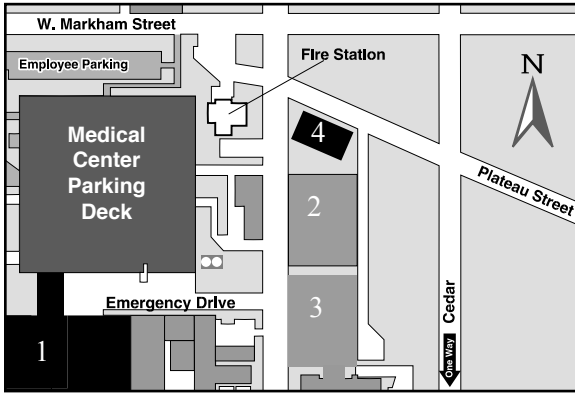 W. Markham Street
Employee Parking
Fire Station
N
Medical
Center
Parking
Deck
4
2
Plateau Street
Emergency Drive
3
Cedar
1
One Way